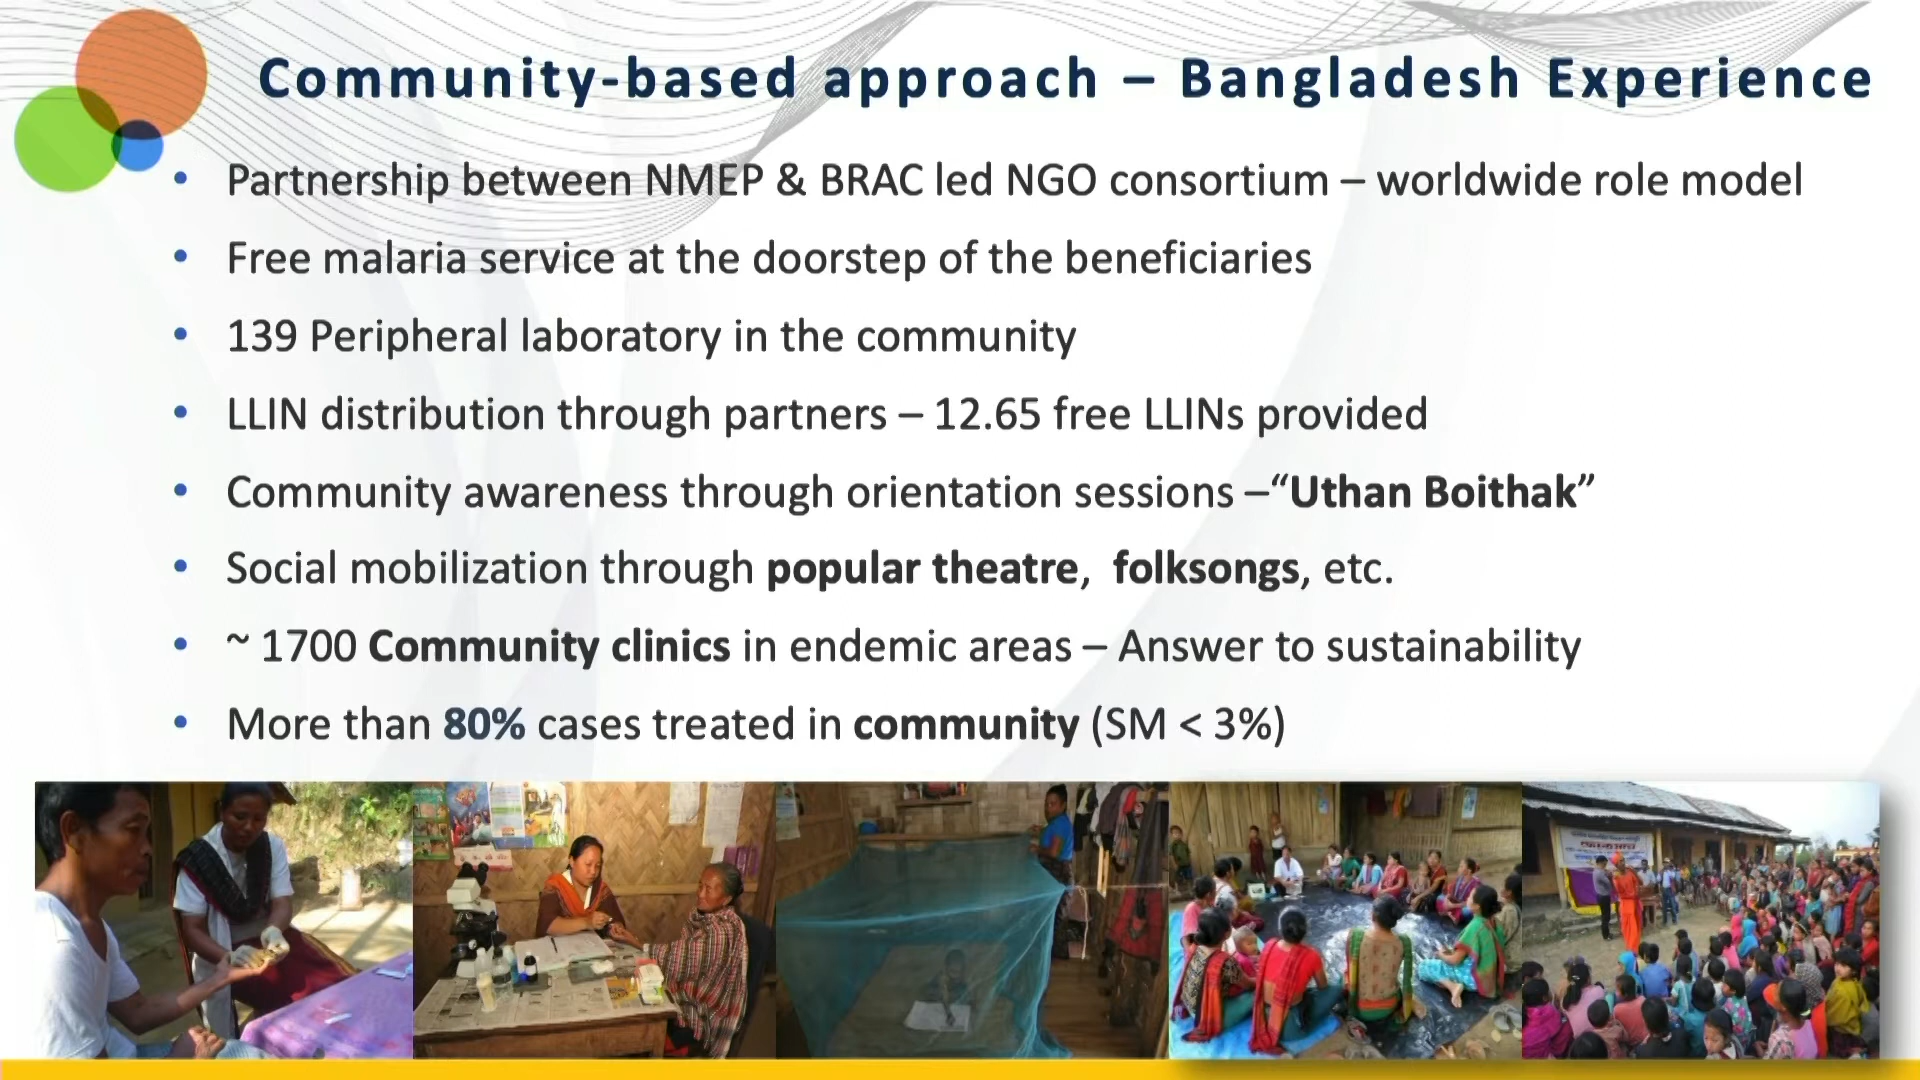 Community-based approach – Bangladesh Experience
• Partnership between NMEP & BRAC led NGO consortium – worldwide role model
• Free malaria service at the doorstep of the beneficiaries
• 139 Peripheral laboratory in the community
• LLIN distribution through partners – 12.65 free LLINs provided
• Community awareness through orientation sessions –“Uthan Boithak”
• Social mobilization through popular theatre,  folksongs, etc.
• ~ 1700 Community clinics in endemic areas – Answer to sustainability
• More than 80% cases treated in community (SM < 3%)